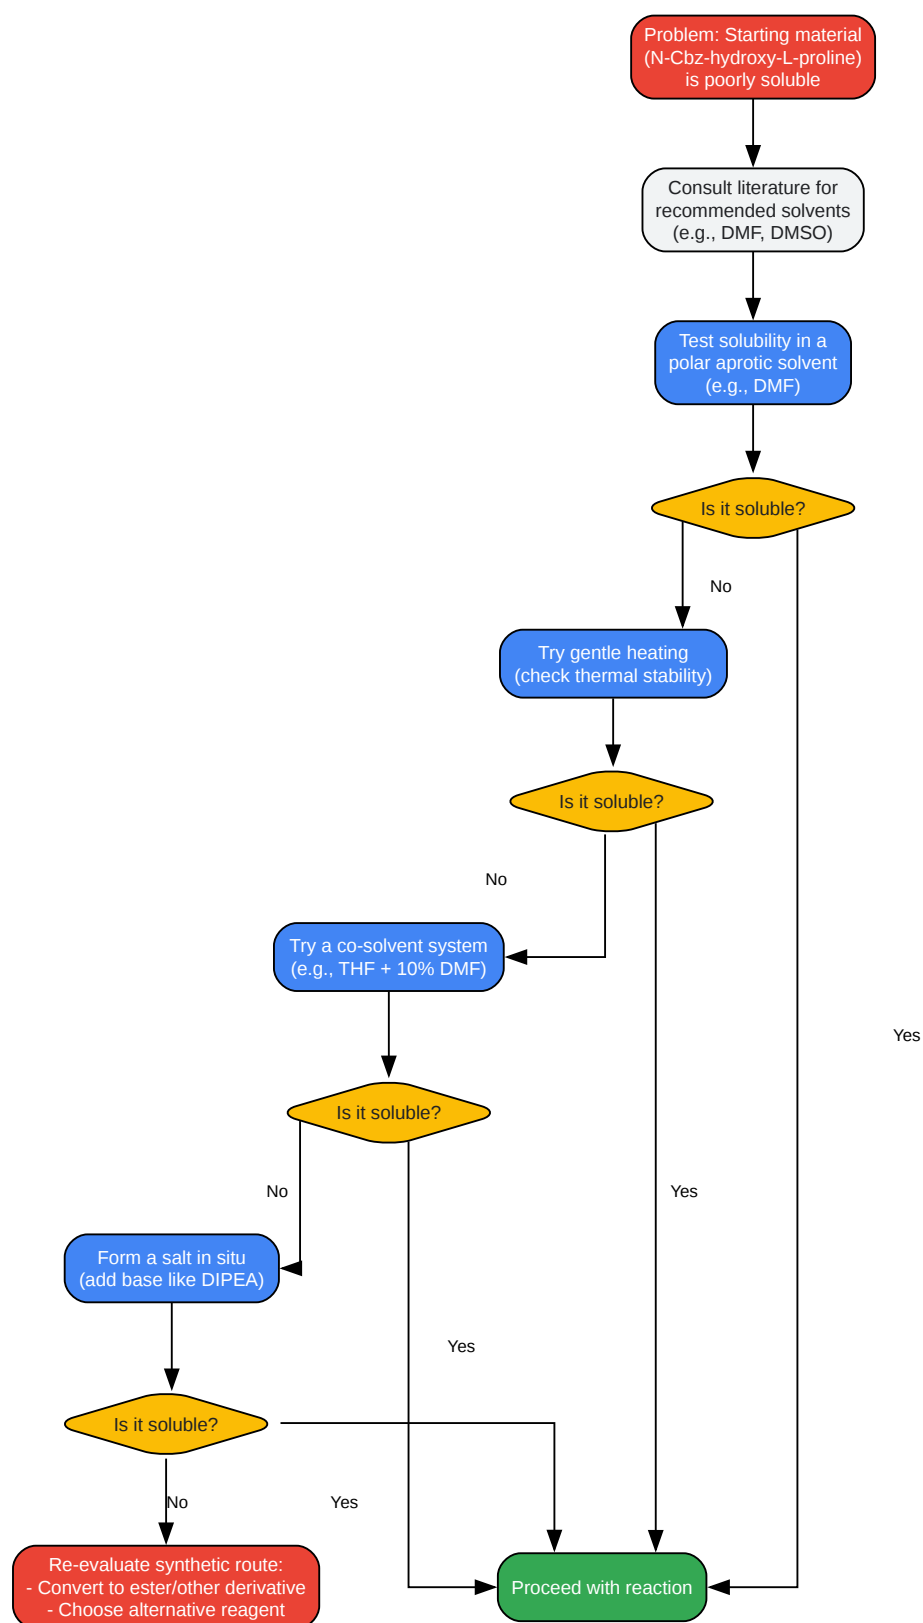 Problem: Starting material
(N-Cbz-hydroxy-L-proline)
is poorly soluble
Consult literature for
recommended solvents
(e.g., DMF, DMSO)
Test solubility in a
polar aprotic solvent
(e.g., DMF)
Is it soluble?
No
Try gentle heating
(check thermal stability)
Is it soluble?
No
Try a co-solvent system
(e.g., THF + 10% DMF)
Yes
Is it soluble?
No
Yes
Form a salt in situ
(add base like DIPEA)
Yes
Is it soluble?
No
Yes
Re-evaluate synthetic route:
- Convert to ester/other derivative
- Choose alternative reagent
Proceed with reaction